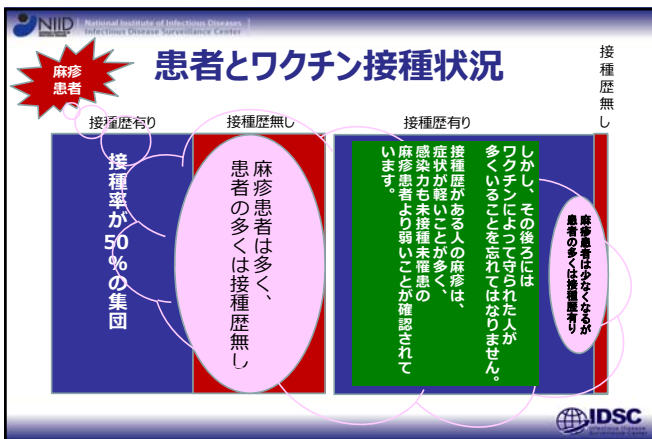 NIID
National Institute of Infectious Diseases
Infectious Disease Surveillance Center
麻疹
患者
患者とワクチン接種状況
接種歴有り
接種歴無し
接種歴有り
接種歴無し
接種率が50%の集団
麻疹患者は多く、
患者の多くは接種歴無し
しかし、その後ろには
ワクチンによって守られた人が
多くいることを忘れてはなりません。
接種歴がある人の麻疹は、
症状が軽いことが多く、
感染力も未接種未罹患の
麻疹患者より弱いことが確認されて
います。
麻疹患者は少なくなるが
患者の多くは接種歴有り
IDSC
Infectious Disease
Surveillance Center